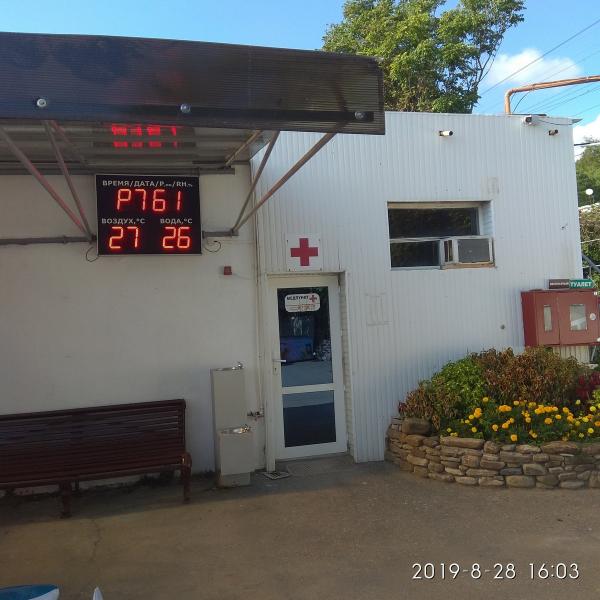 ВРЕМЯ/ДАТА/P,мм/RH,%
P761
ВОЗДУХ,°C ВОДА,°C
27 26
МЕДПУНКТ
ТУАЛЕТ
2019-8-28 16:03